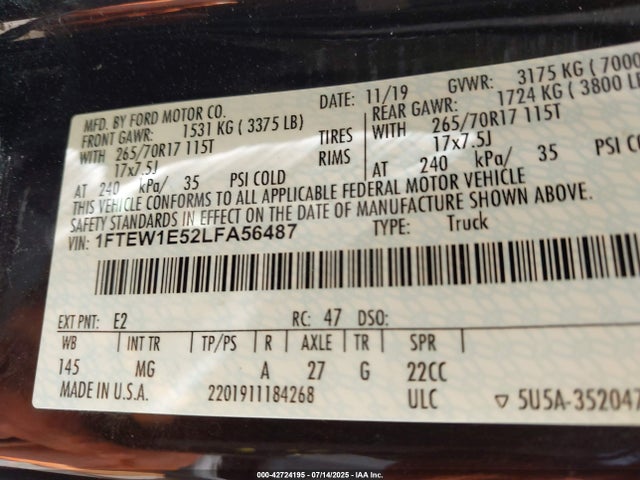 MFD. BY FORD MOTOR CO.
DATE: 11/19 GVWR: 3175 KG ( 7000
FRONT GAWR: 1531 KG ( 3375 LB)
REAR GAWR: 1724 KG ( 3800 LB
WITH 265/70R17 115T TIRES WITH 265/70R17 115T
17x7.5J RIMS 17x7.5J
AT 240 kPa/ 35 PSI COLD AT 240 kPa/ 35 PSI CO
THIS VEHICLE CONFORMS TO ALL APPLICABLE FEDERAL MOTOR VEHICLE
SAFETY STANDARDS IN EFFECT ON THE DATE OF MANUFACTURE SHOWN ABOVE.
VIN: 1FTEW1E52LFA56487 TYPE: Truck
EXT PNT: E2 RC: 47 DSO:
WB INT TR TP/PS R AXLE TR SPR
145 MG A 27 G 22CC
MADE IN U.S.A. 2201911184268 ULC ▽ 5U5A-352047
000-42724195 - 07/14/2025 - IAA Inc.